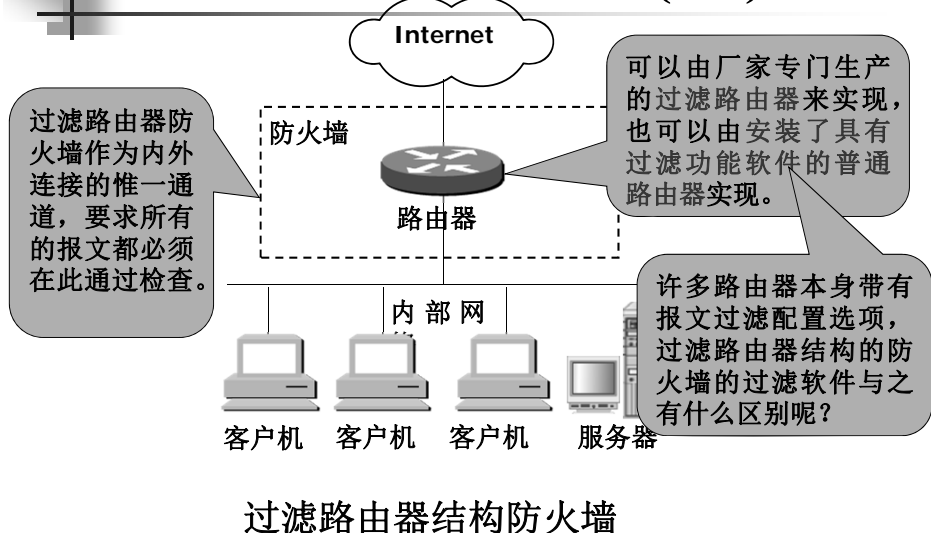 Internet
可以由厂家专门生产
的过滤路由器来实现，
也可以由安装了具有
过滤功能软件的普通
路由器实现。
过滤路由器防
火墙作为内外
连接的惟一通
道，要求所有
的报文都必须
在此通过检查。
防火墙
路由器
内 部 网
许多路由器本身带有
报文过滤配置选项，
过滤路由器结构的防
火墙的过滤软件与之
有什么区别呢？
客户机 客户机 客户机 服务器
过滤路由器结构防火墙